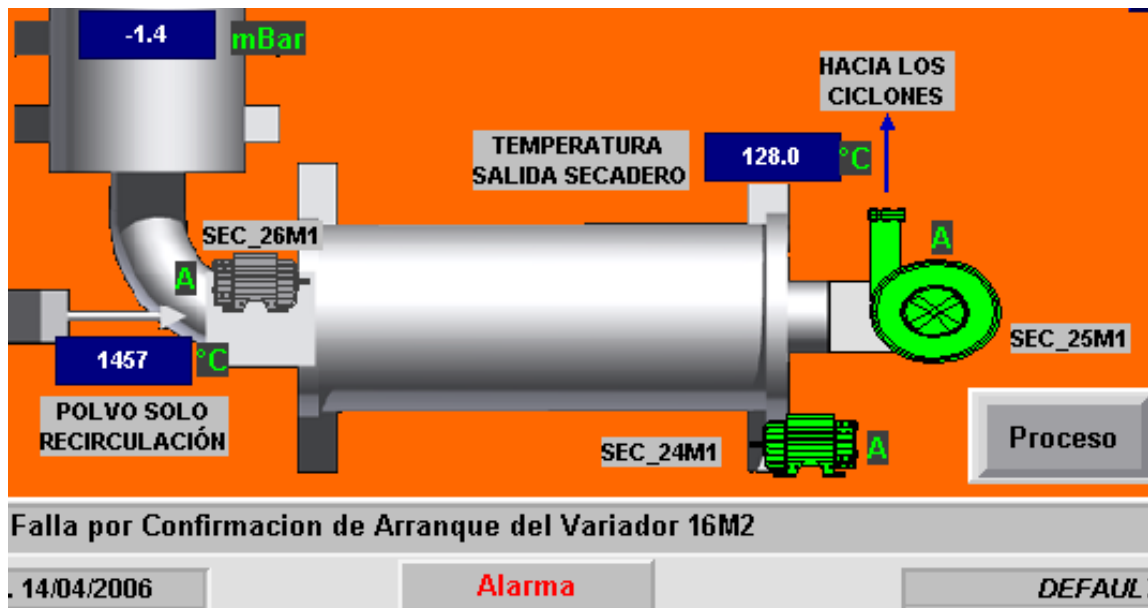 -1.4 mBar
HACIA LOS
CICLONES
TEMPERATURA
SALIDA SECADERO
128.0 °C
SEC_26M1
A
A
1457 °C
SEC_25M1
POLVO SOLO
RECIRCULACIÓN
SEC_24M1
A
Proceso
Falla por Confirmacion de Arranque del Variador 16M2
. 14/04/2006
Alarma
DEFAUL